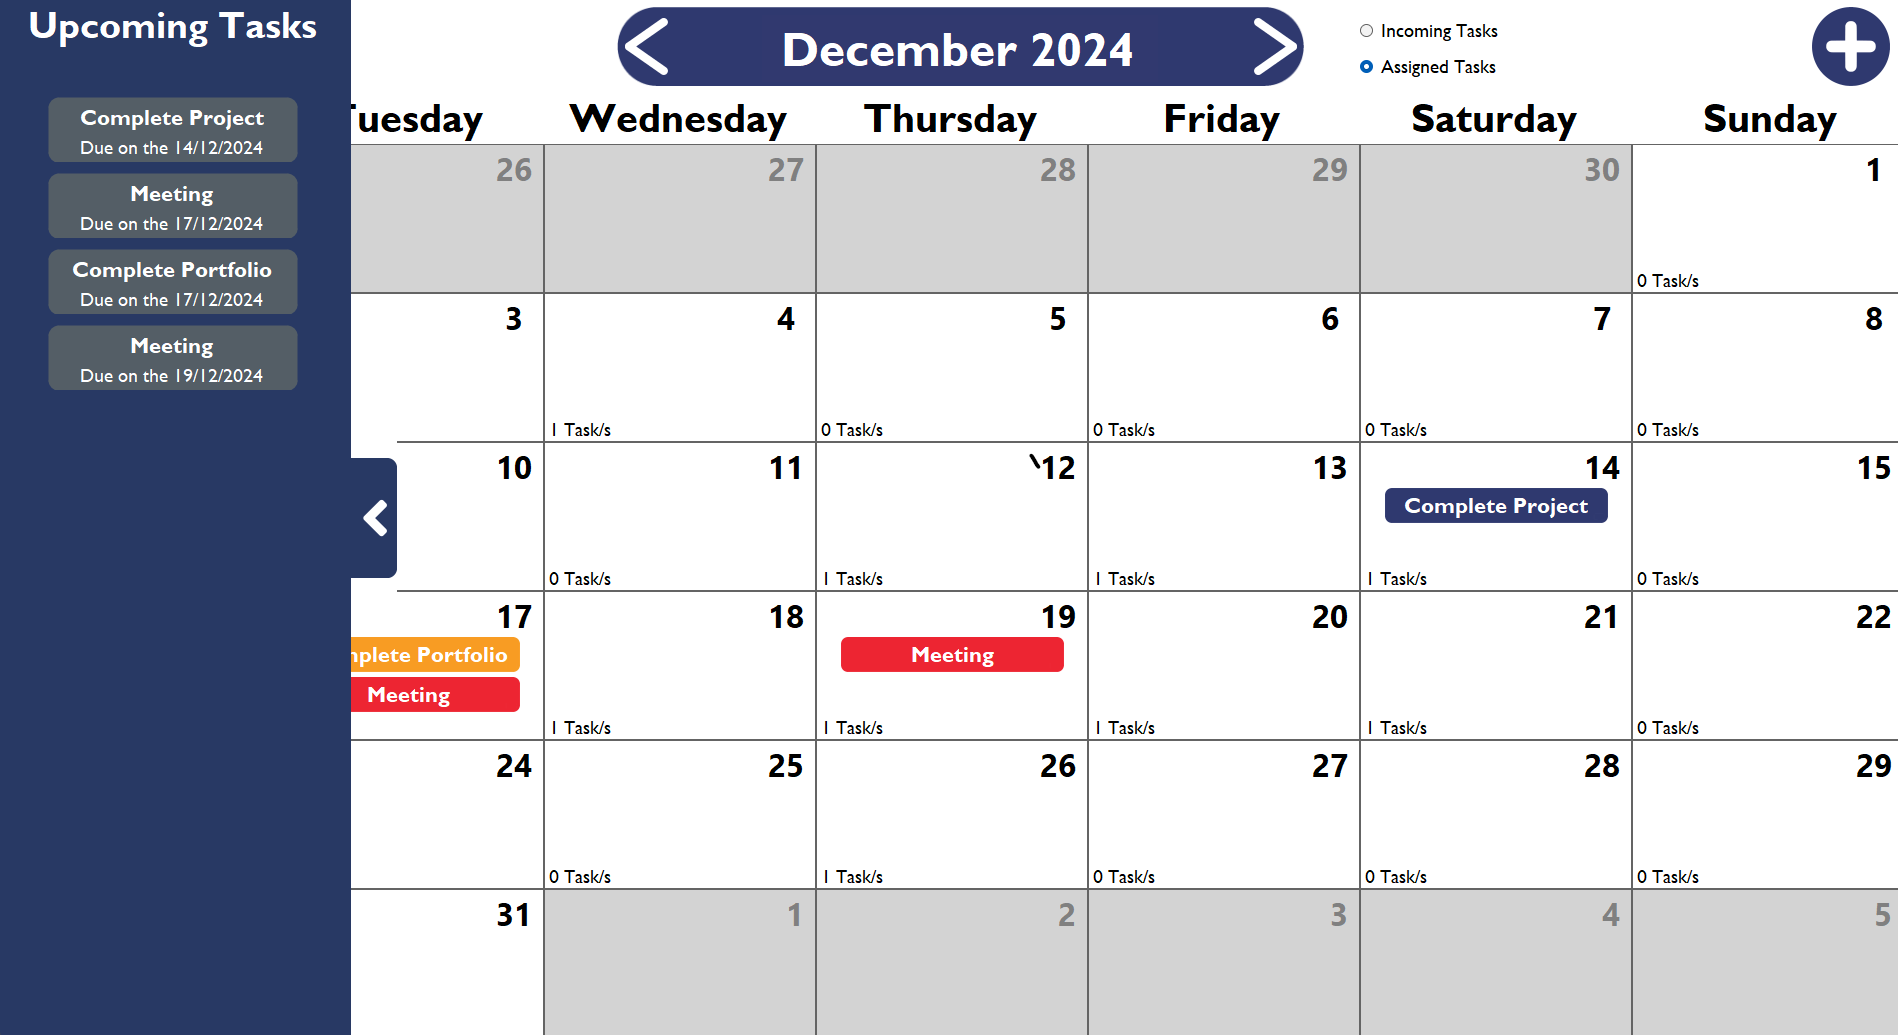 Upcoming Tasks
Complete Project
Due on the 14/12/2024
Meeting
Due on the 17/12/2024
Complete Portfolio
Due on the 17/12/2024
Meeting
Due on the 19/12/2024
December 2024
Incoming Tasks
Assigned Tasks
uesday Wednesday Thursday Friday Saturday Sunday
26 27 28 29 30 1
0 Task/s
3 4 5 6 7 8
1 Task/s 0 Task/s 0 Task/s 0 Task/s 0 Task/s
10 11 12 13 14 15
Complete Project
0 Task/s 1 Task/s 1 Task/s 1 Task/s 0 Task/s
17 18 19 20 21 22
plete Portfolio Meeting
Meeting
1 Task/s 1 Task/s 1 Task/s 1 Task/s 0 Task/s
24 25 26 27 28 29
0 Task/s 1 Task/s 0 Task/s 0 Task/s 0 Task/s
31 1 2 3 4 5